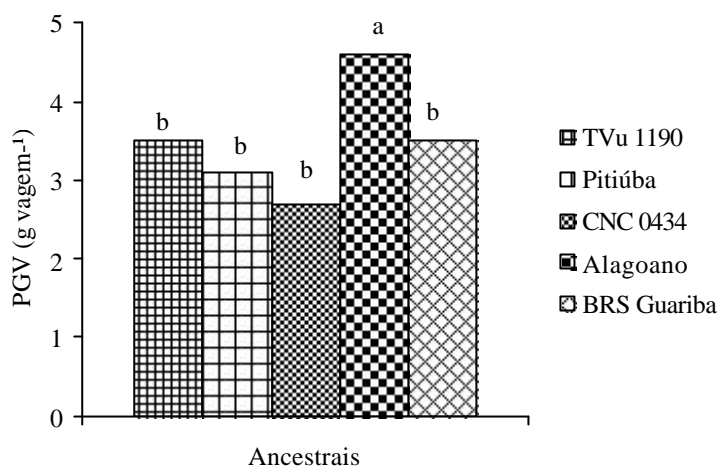 5
4
3
2
1
0
PGV (g vagem-¹)
b
b
b
a
b
Ancestrais
TVu 1190
Pitiúba
CNC 0434
Alagoano
BRS Guariba